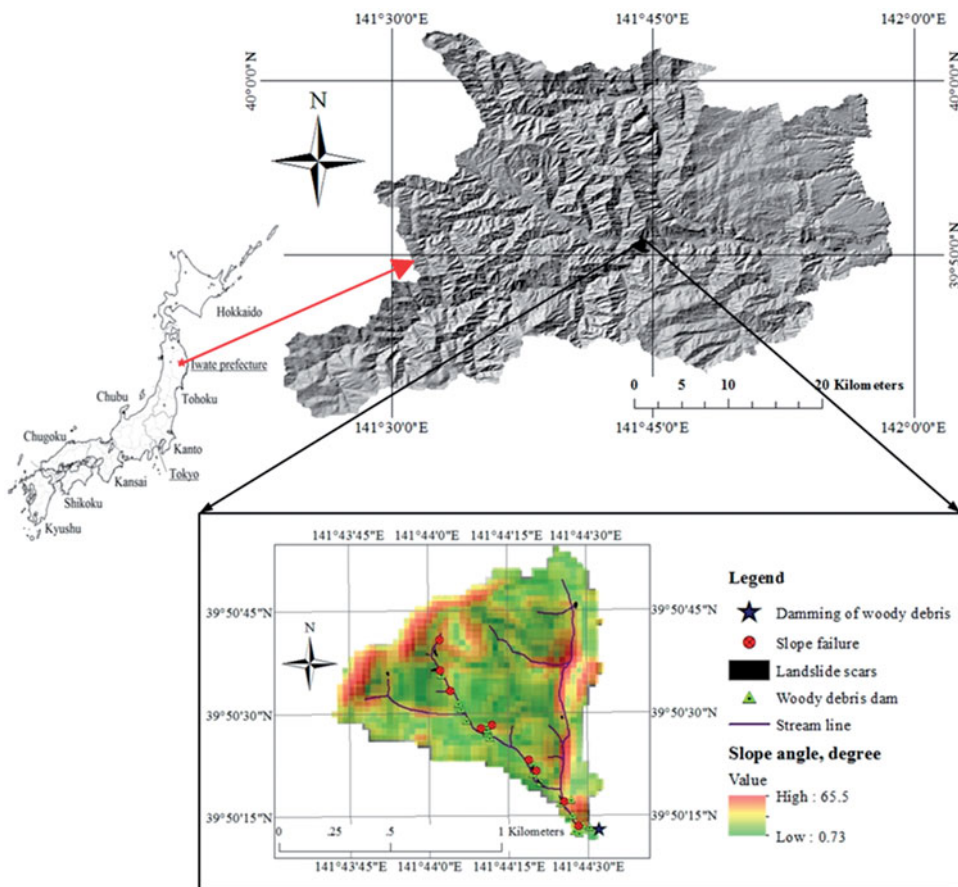 141°30'0"E
141°45'0"E
142°0'0"E
40°0'0"N
40°0'0"N
N
39°50'0"N
39°50'0"N
Hokkaido
Iwate prefecture
Chubu
Tohoku
Chugoku
Kanto
Tokyo
Kansai
Shikoku
Kyushu
0 5 10 20 Kilometers
141°30'0"E
141°45'0"E
142°0'0"E
141°43'45"E 141°44'0"E 141°44'15"E 141°44'30"E
39°50'45"N
39°50'45"N
N
39°50'30"N
39°50'30"N
39°50'15"N
39°50'15"N
0 .25 .5 1 Kilometers
141°43'45"E 141°44'0"E 141°44'15"E 141°44'30"E
Legend
Damming of woody debris
Slope failure
Landslide scars
Woody debris dam
Stream line
Slope angle, degree
Value
High : 65.5
Low : 0.73